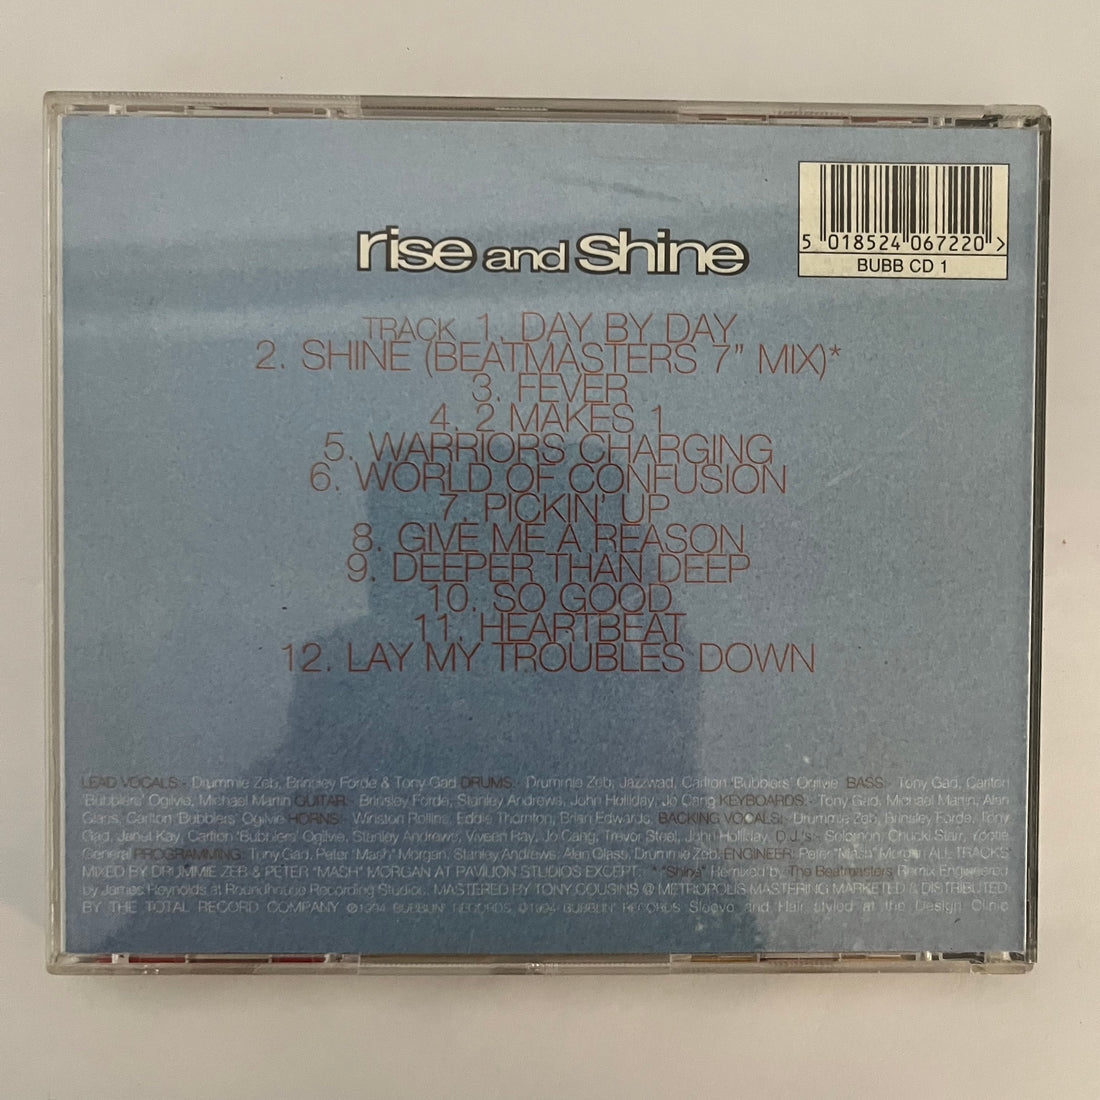 rise and shine
5 018524 067220 >
BUBB CD 1
TRACK 1. DAY BY DAY
2. SHINE (BEATMASTERS 7" MIX)*
3. FEVER
4. 2 MAKES 1
5. WARRIORS CHARGING
6. WORLD OF CONFUSION
7. PICKIN' UP
8. GIVE ME A REASON
9. DEEPER THAN DEEP
10. SO GOOD
11. HEARTBEAT
12. LAY MY TROUBLES DOWN
LEAD VOCALS:- Drummie Zeb, Brinsley Forde & Tony Gad DRUMS:- Drummie Zeb, Jazzwad, Carlton 'Bubblers' Ogilvie BASS:- Tony Gad, Carlton
'Bubblers' Ogilvie, Michael Martin GUITAR:- Brinsley Forde, Stanley Andrews, John Holliday, Jo Cang KEYBOARDS:- Tony Gad, Michael Martin, Alan
Glass, Carlton 'Bubblers' Ogilvie HORNS:- Winston Rollins, Eddie Thornton, Brian Edwards BACKING VOCALS:- Drummie Zeb, Brinsley Forde, Tony
Gad, Janet Kay, Carlton 'Bubblers' Ogilvie, Stanley Andrews, Jo Cang, Trevor Steel, John Holliday, D.J.'s:- Solomon, Chucki Starr,
General PROGRAMMING:- Tony Gad, Peter "Mash" Morgan, Stanley Andrews, Alan Glass, Drummie Zeb, ENGINEER: Peter "Mash" Morgan ALL TRACKS
MIXED BY DRUMMIE ZEB & PETER "MASH" MORGAN AT PAVILION STUDIOS EXCEPT: * "Shine" Remixed by The Beatmasters Remix Engineered
by James Reynolds at Roundhouse Recording Studios. MASTERED BY TONY COUSINS @ METROPOLIS MASTERING MARKETED & DISTRIBUTED
BY THE TOTAL RECORD COMPANY ℗1994 BUBBLIN' RECORDS ©1994 BUBBLIN' RECORDS Sleeve and Hair styled at the Design Clinic